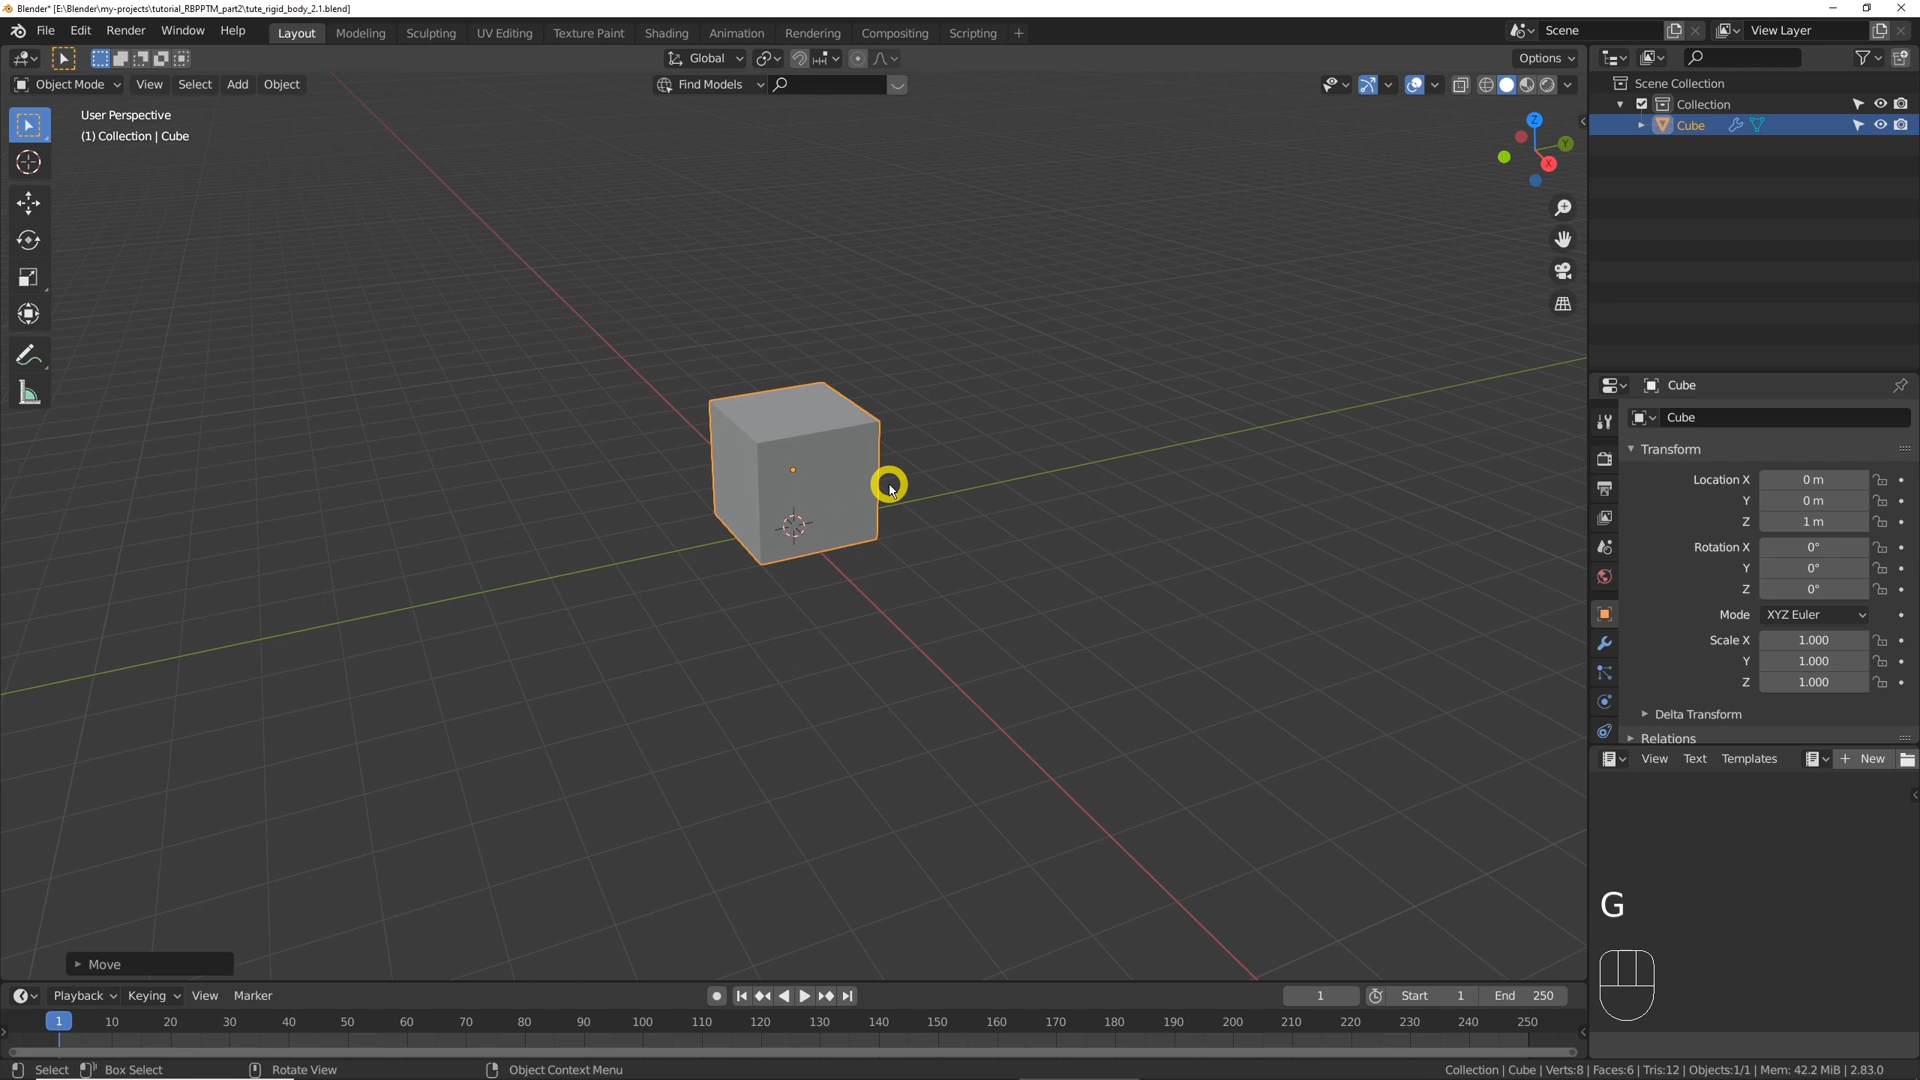 Blender* [E:\Blender\my-projects\tutorial_RBPPTM_part2\tute_rigid_body_2.1.blend]
File Edit Render Window Help Layout Modeling Sculpting UV Editing Texture Paint Shading Animation Rendering Compositing Scripting + Scene View Layer
Global Options
Object Mode View Select Add Object Find Models
User Perspective
(1) Collection | Cube
Z
Y
X
Scene Collection
Collection
Cube
Cube
Cube
Transform
Location X 0 m
Y 0 m
Z 1 m
Rotation X 0°
Y 0°
Z 0°
Mode XYZ Euler
Scale X 1.000
Y 1.000
Z 1.000
Delta Transform
Relations
View Text Templates + New
G
Move
Playback Keying View Marker 1 Start 1 End 250
1 10 20 30 40 50 60 70 80 90 100 110 120 130 140 150 160 170 180 190 200 210 220 230 240 250
Select Box Select Rotate View Object Context Menu Collection | Cube | Verts:8 | Faces:6 | Tris:12 | Objects:1/1 | Mem: 42.2 MiB | 2.83.0